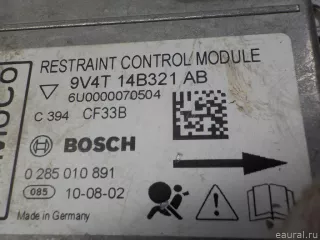 RESTRAINT CONTROL MODULE
9V4T 14B321 AB
6U0000070504
C 394 CF33B
BOSCH
0 285 010 891
085 10-08-02
Made in Germany
eaural.ru